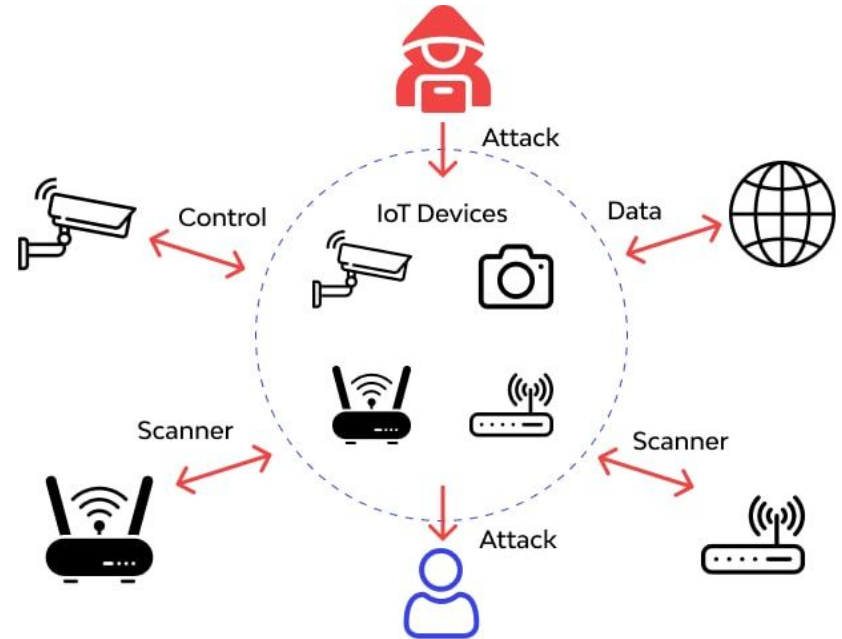 Attack
Control
IoT Devices
Data
Scanner
Scanner
Attack